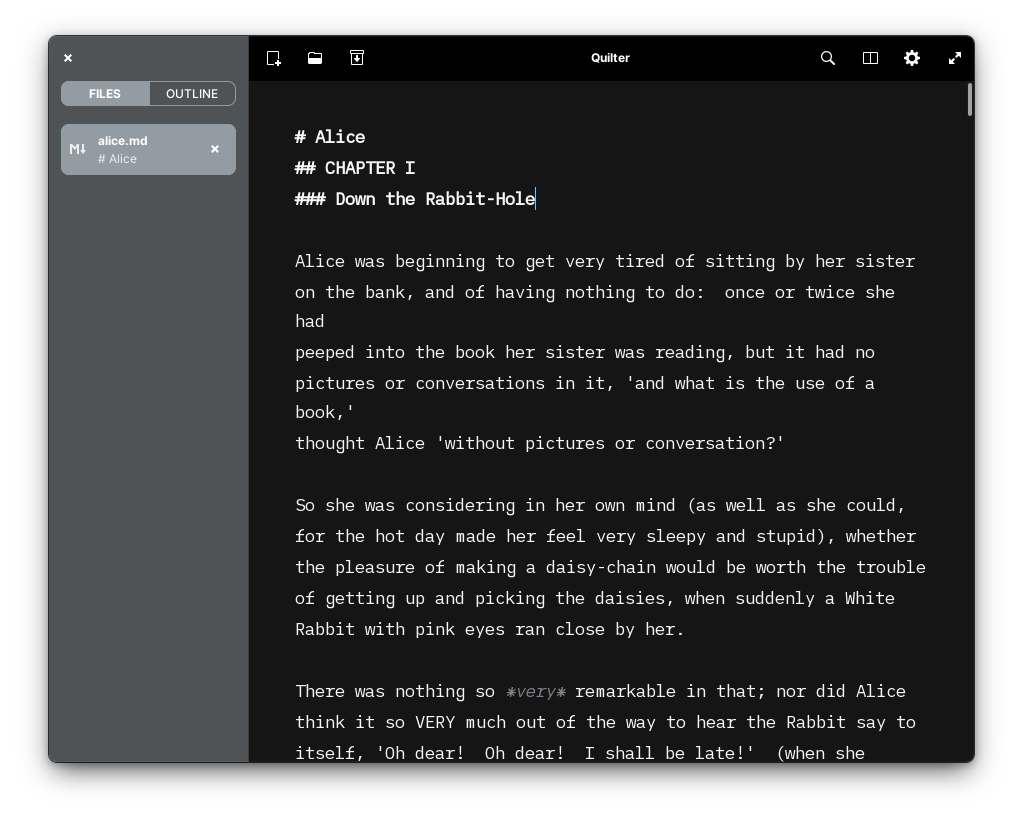 Quilter
FILES OUTLINE
M↓ alice.md
# Alice
# Alice
## CHAPTER I
### Down the Rabbit-Hole
Alice was beginning to get very tired of sitting by her sister
on the bank, and of having nothing to do:  once or twice she
had
peeped into the book her sister was reading, but it had no
pictures or conversations in it, 'and what is the use of a
book,'
thought Alice 'without pictures or conversation?'
So she was considering in her own mind (as well as she could,
for the hot day made her feel very sleepy and stupid), whether
the pleasure of making a daisy-chain would be worth the trouble
of getting up and picking the daisies, when suddenly a White
Rabbit with pink eyes ran close by her.
There was nothing so *very* remarkable in that; nor did Alice
think it so VERY much out of the way to hear the Rabbit say to
itself, 'Oh dear!  Oh dear!  I shall be late!'  (when she